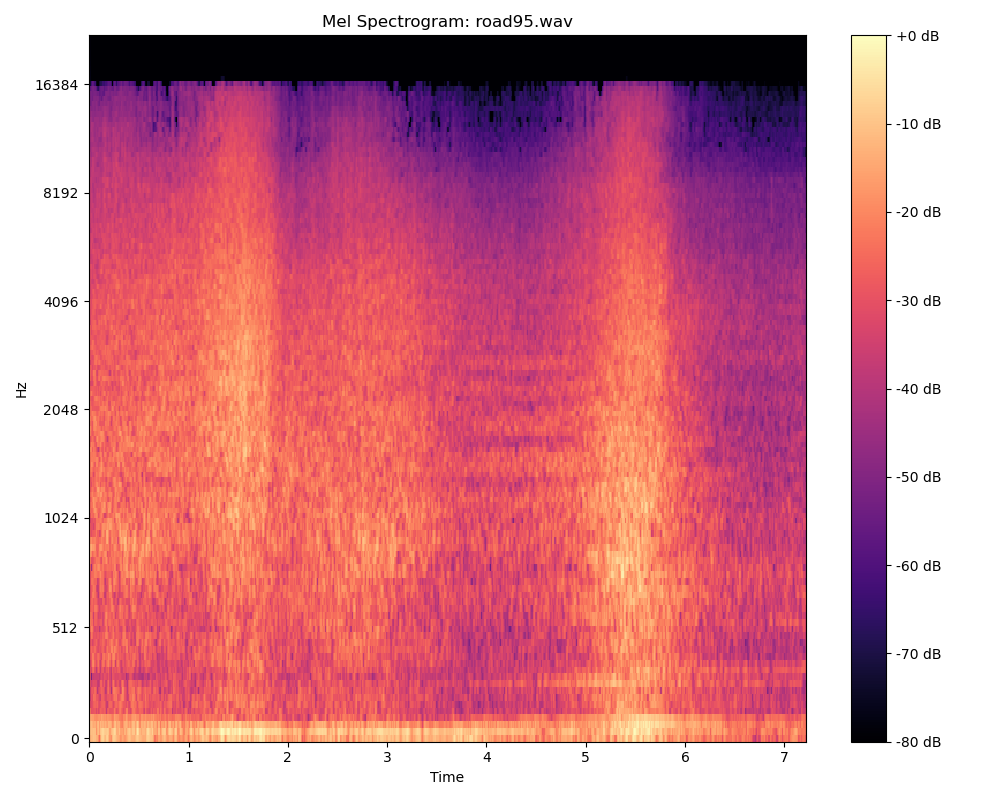 Mel Spectrogram: road95.wav
+0 dB
16384
-10 dB
8192
-20 dB
4096
-30 dB
Hz
2048
-40 dB
-50 dB
1024
-60 dB
512
-70 dB
0
-80 dB
0 1 2 3 4 5 6 7
Time